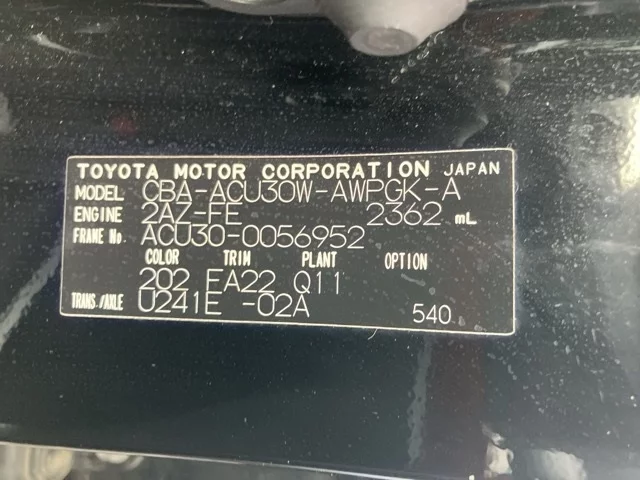 TOYOTA MOTOR CORPORATION JAPAN
MODEL CBA-ACU30W-AWPGK-A
ENGINE 2AZ-FE 2362 mL
FRAME No. ACU30-0056952
COLOR TRIM PLANT OPTION
202 EA22 Q11
TRANS./AXLE U241E -02A 540